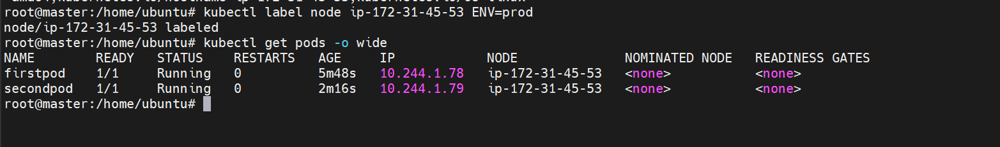 root@master:/home/ubuntu# kubectl label node ip-172-31-45-53 ENV=prod
node/ip-172-31-45-53 labeled
root@master:/home/ubuntu# kubectl get pods -o wide
NAME READY STATUS RESTARTS AGE IP NODE NOMINATED NODE READINESS GATES
firstpod 1/1 Running 0 5m48s 10.244.1.78 ip-172-31-45-53 <none> <none>
secondpod 1/1 Running 0 2m16s 10.244.1.79 ip-172-31-45-53 <none> <none>
root@master:/home/ubuntu#